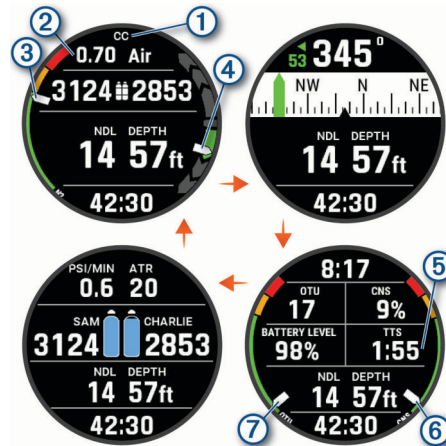 1
2
3
4
CC
0.70 Air
3124 2853
NDL DEPTH
14 57ft
42:30
N2
345°
53
NW N NE
NDL DEPTH
14 57ft
42:30
PSI/MIN ATR
0.6 20
SAM CHARLIE
3124 2853
NDL DEPTH
14 57ft
42:30
5
8:17
OTU CNS
17 9%
BATTERY LEVEL TTS
98% 1:55
NDL DEPTH
14 57ft
42:30
OTU CNS
7
6